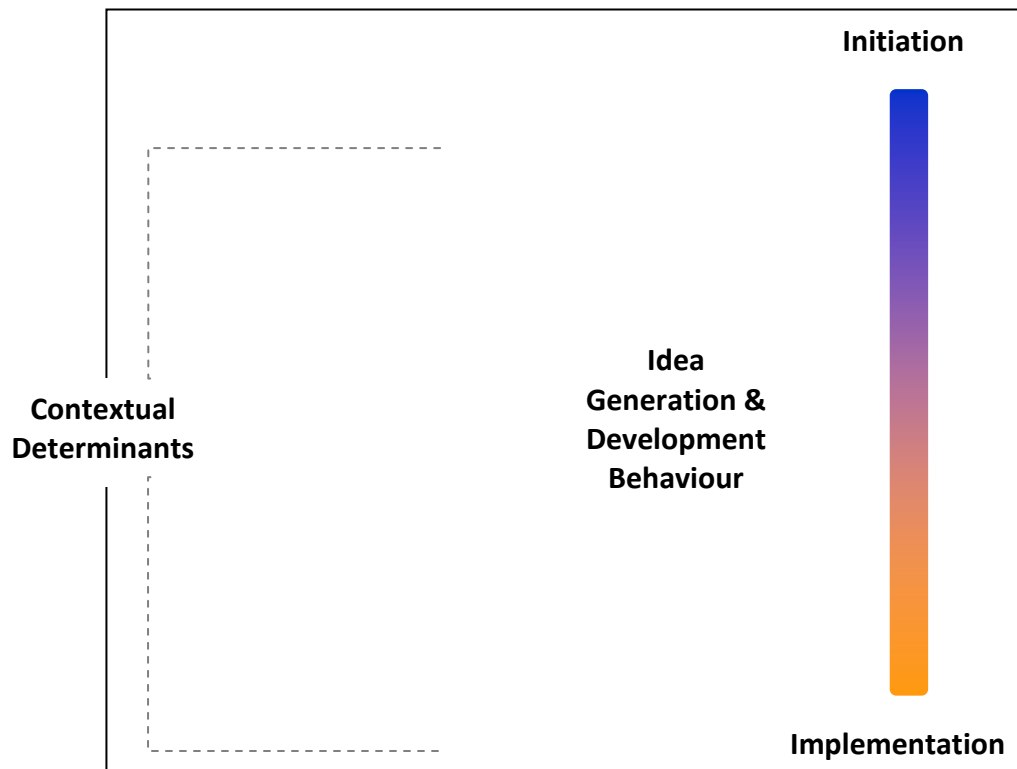 Initiation
Idea
Generation &
Development
Behaviour
Contextual
Determinants
Implementation